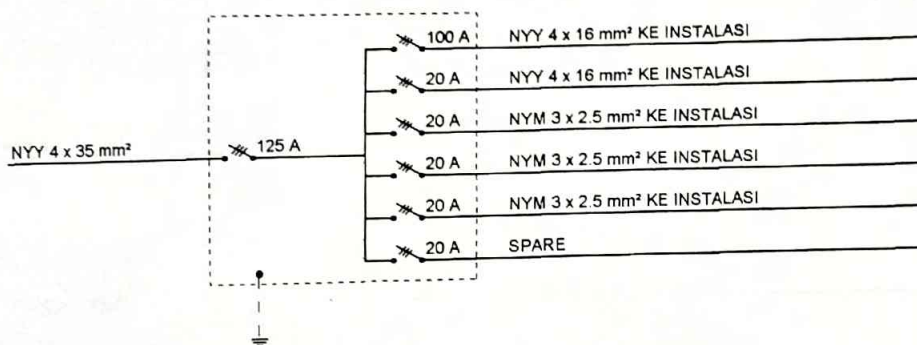 100 A NYY 4 x 16 mm² KE INSTALASI
20 A NYY 4 x 16 mm² KE INSTALASI
20 A NYM 3 x 2.5 mm² KE INSTALASI
NYY 4 x 35 mm² 125 A
20 A NYM 3 x 2.5 mm² KE INSTALASI
20 A NYM 3 x 2.5 mm² KE INSTALASI
20 A SPARE